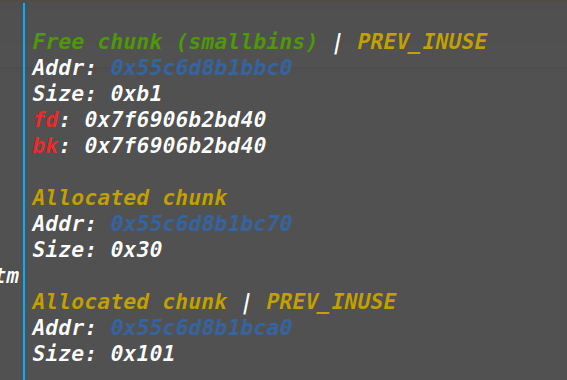 Free chunk (smallbins) | PREV_INUSE
Addr: 0x55c6d8b1bbc0
Size: 0xb1
fd: 0x7f6906b2bd40
bk: 0x7f6906b2bd40
Allocated chunk
Addr: 0x55c6d8b1bc70
Size: 0x30
tm
Allocated chunk | PREV_INUSE
Addr: 0x55c6d8b1bca0
Size: 0x101